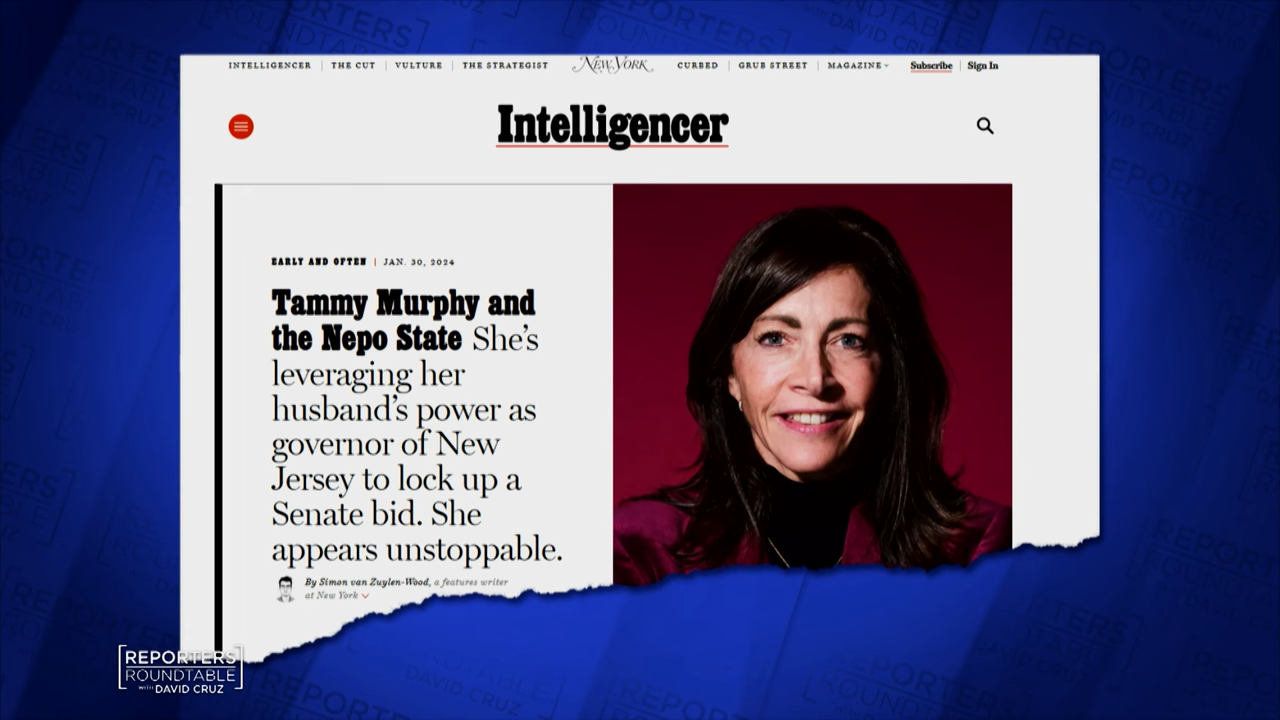 INTELLIGENCER THE CUT VULTURE THE STRATEGIST NEW YORK CURBED GRUB STREET MAGAZINE Subscribe Sign In
Intelligencer
EARLY AND OFTEN | JAN. 30, 2024
Tammy Murphy and
the Nepo State She's
leveraging her
husband's power as
governor of New
Jersey to lock up a
Senate bid. She
appears unstoppable.
By Simon van Zuylen-Wood, a features writer
at New York
REPORTERS
ROUNDTABLE
WITH DAVID CRUZ